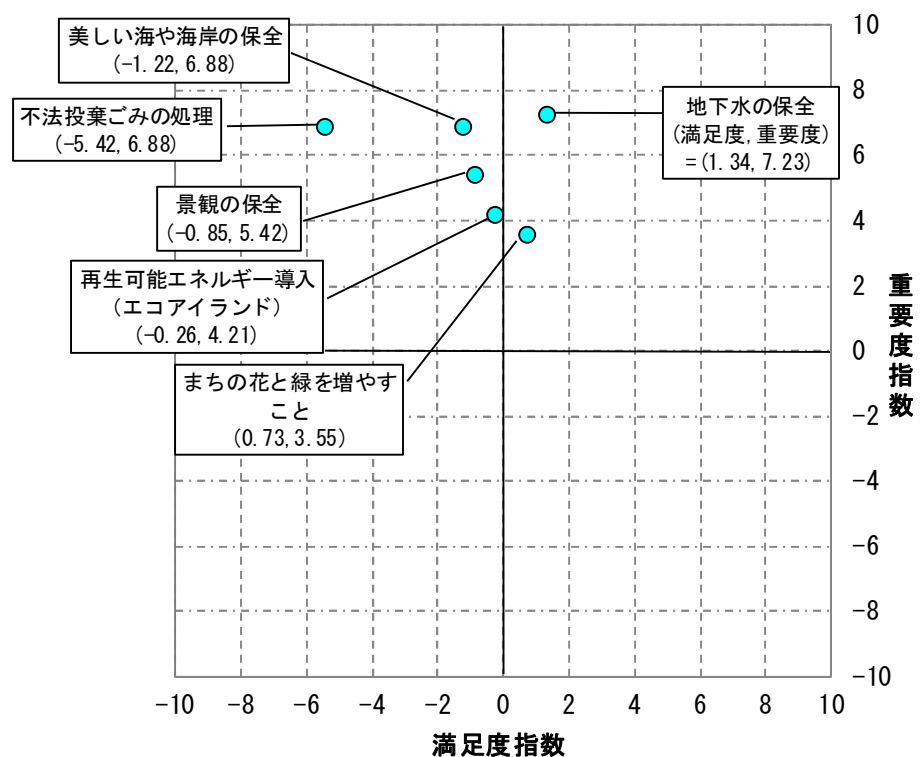 美しい海や海岸の保全
(-1.22,6.88)
不法投棄ごみの処理
(-5.42,6.88)
地下水の保全
(満足度,重要度)
=(1.34,7.23)
景観の保全
(-0.85,5.42)
再生可能エネルギー導入
(エコアイランド)
(-0.26,4.21)
まちの花と緑を増やす
こと
(0.73,3.55)
10
8
6
4
2
0
-2
-4
-6
-8
-10
重要度指数
-10 -8 -6 -4 -2 0 2 4 6 8 10
満足度指数